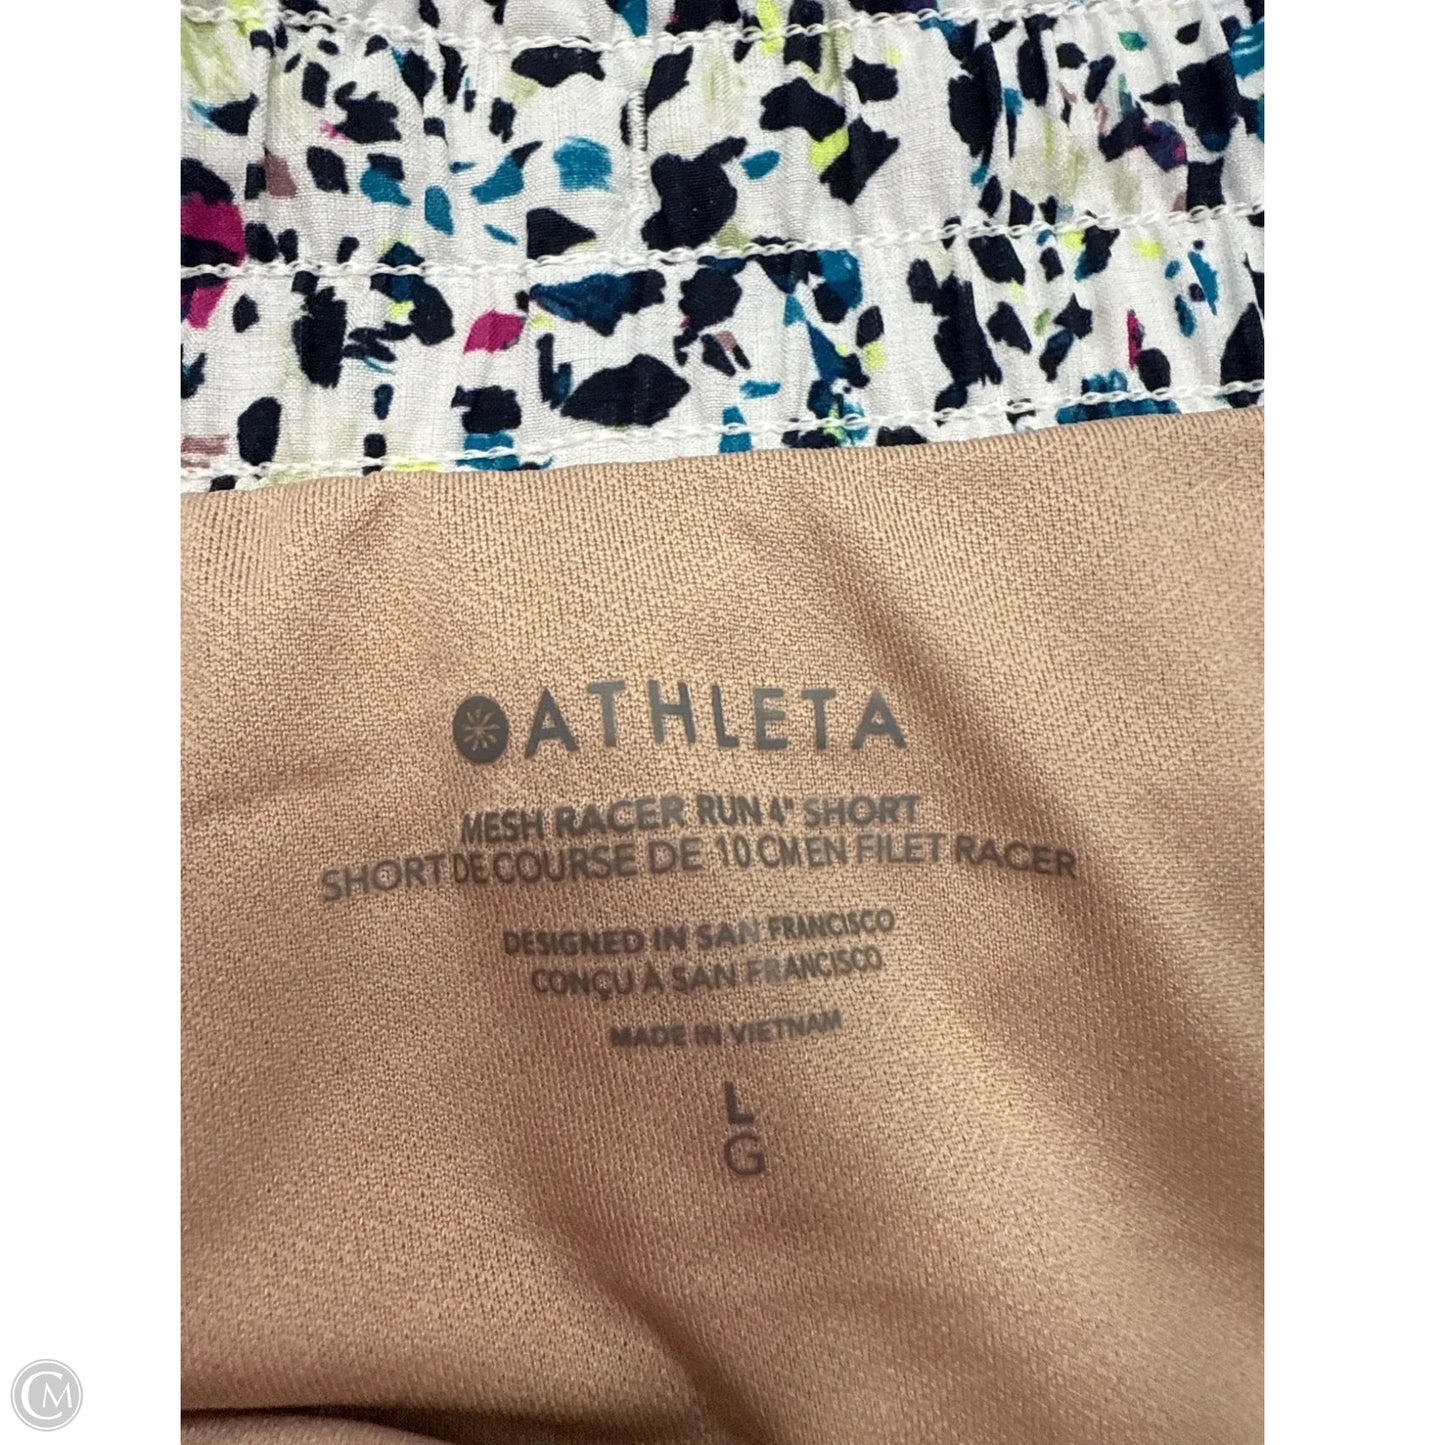 ATHLETA
MESH RACER RUN 4" SHORT
SHORT DE COURSE DE 10 CM EN FILET RACER
DESIGNED IN SAN FRANCISCO
CONÇU À SAN FRANCISCO
MADE IN VIETNAM
L
G
CM